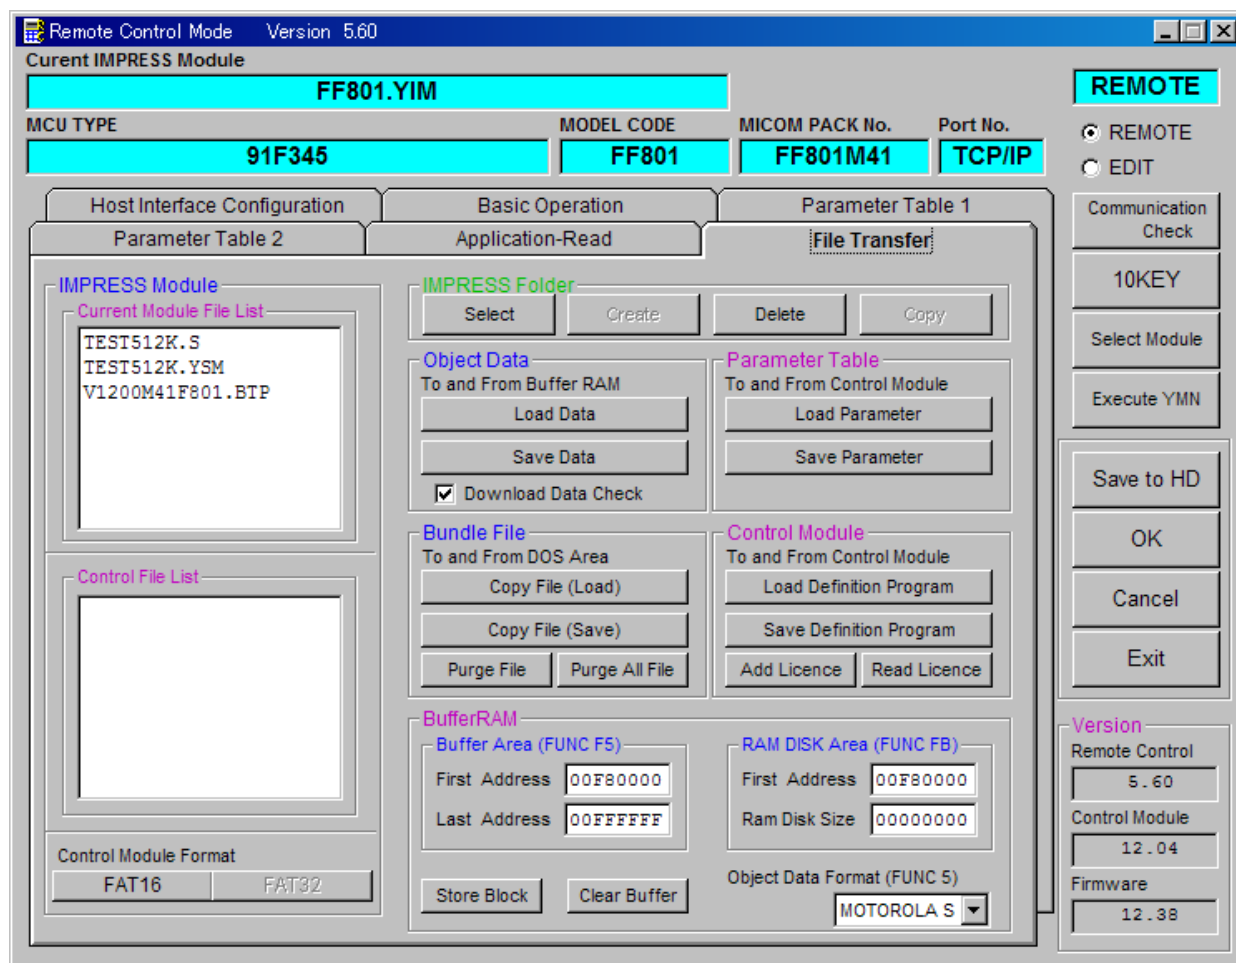 Remote Control Mode Version 5.60
Curent IMPRESS Module
FF801.YIM
REMOTE
MCU TYPE
MODEL CODE
MICOM PACK No.
Port No.
91F345
FF801
FF801M41
TCP/IP
REMOTE
EDIT
Host Interface Configuration
Basic Operation
Parameter Table 1
Parameter Table 2
Application-Read
File Transfer
IMPRESS Module
Current Module File List
TEST512K.S
TEST512K.YSM
V1200M41F801.BTP
Control File List
Control Module Format
FAT16
FAT32
IMPRESS Folder
Select
Create
Delete
Copy
Object Data
To and From Buffer RAM
Load Data
Save Data
Download Data Check
Parameter Table
To and From Control Module
Load Parameter
Save Parameter
Bundle File
To and From DOS Area
Copy File (Load)
Copy File (Save)
Purge File
Purge All File
Control Module
To and From Control Module
Load Definition Program
Save Definition Program
Add Licence
Read Licence
BufferRAM
Buffer Area (FUNC F5)
First Address 00F80000
Last Address 00FFFFFF
RAM DISK Area (FUNC FB)
First Address 00F80000
Ram Disk Size 00000000
Store Block
Clear Buffer
Object Data Format (FUNC 5)
MOTOROLA S
Communication
Check
10KEY
Select Module
Execute YMN
Save to HD
OK
Cancel
Exit
Version
Remote Control
5.60
Control Module
12.04
Firmware
12.38